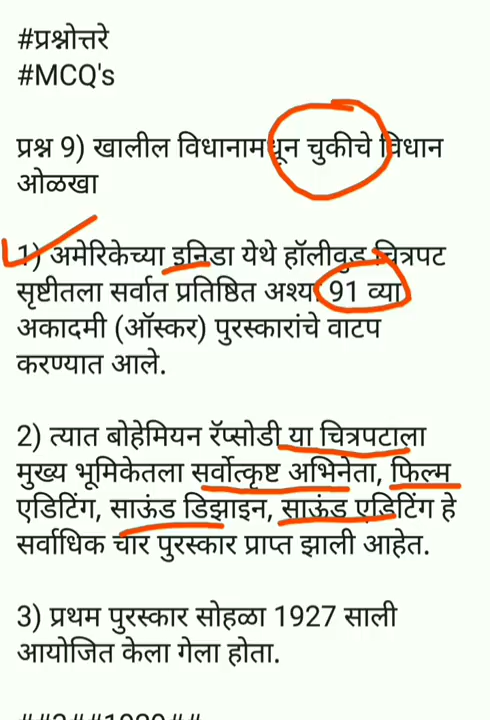 #प्रश्नोत्तरे
#MCQ's
प्रश्न 9) खालील विधानामधून चुकीचे विधान
ओळखा
1) अमेरिकेच्या इनिडा येथे हॉलीवुड चित्रपट
सृष्टीतला सर्वात प्रतिष्ठित अश्या 91 व्या
अकादमी (ऑस्कर) पुरस्कारांचे वाटप
करण्यात आले.
2) त्यात बोहेमियन रॅप्सोडी या चित्रपटाला
मुख्य भूमिकेतला सर्वोत्कृष्ट अभिनेता, फिल्म
एडिटिंग, साऊंड डिझाइन, साऊंड एडिटिंग हे
सर्वाधिक चार पुरस्कार प्राप्त झाली आहेत.
3) प्रथम पुरस्कार सोहळा 1927 साली
आयोजित केला गेला होता.